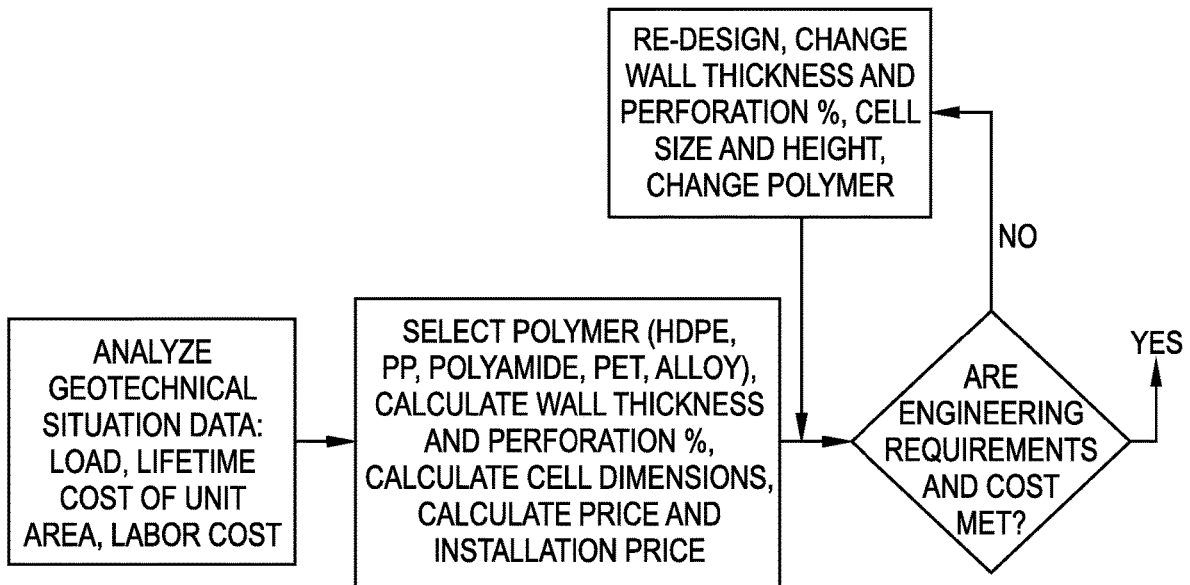 RE-DESIGN, CHANGE
WALL THICKNESS AND
PERFORATION %, CELL
SIZE AND HEIGHT,
CHANGE POLYMER
NO
ANALYZE
GEOTECHNICAL
SITUATION DATA:
LOAD, LIFETIME
COST OF UNIT
AREA, LABOR COST
SELECT POLYMER (HDPE,
PP, POLYAMIDE, PET, ALLOY),
CALCULATE WALL THICKNESS
AND PERFORATION %,
CALCULATE CELL DIMENSIONS,
CALCULATE PRICE AND
INSTALLATION PRICE
ARE
ENGINEERING
REQUIREMENTS
AND COST
MET?
YES